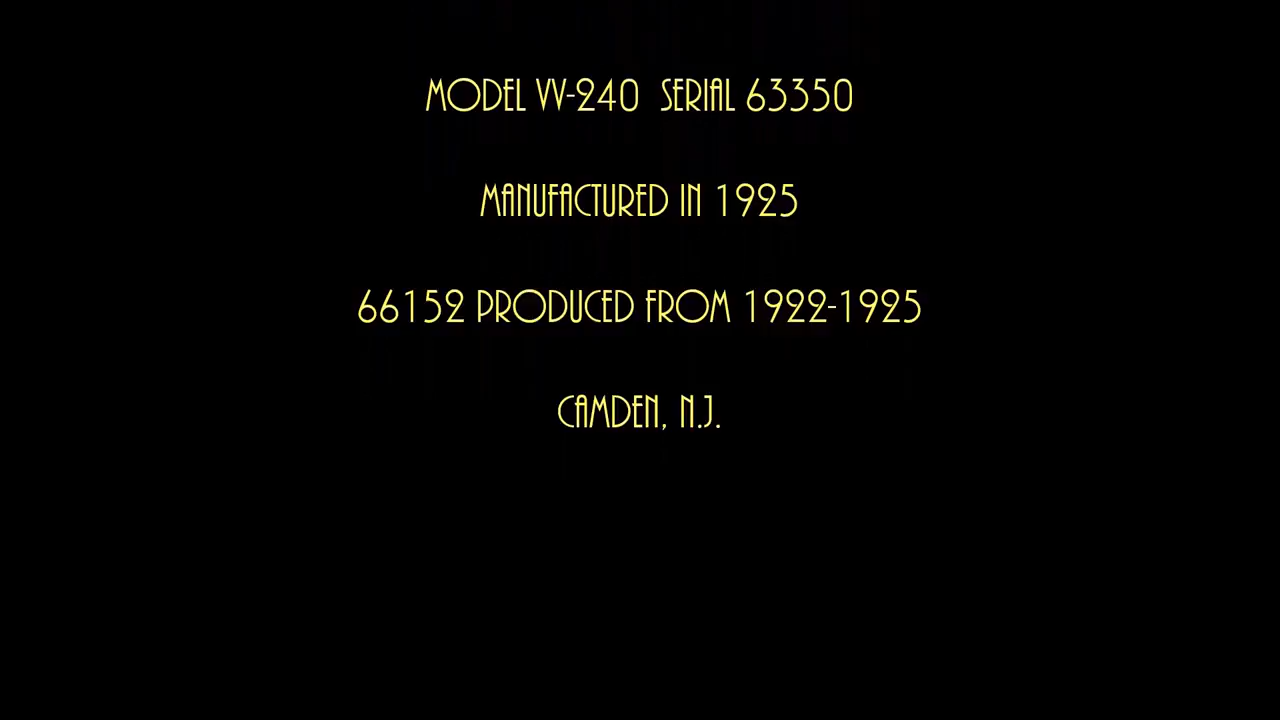 MODEL VV-240 SERIAL 63350
MANUFACTURED IN 1925
66152 PRODUCED FROM 1922-1925
CAMDEN, N.J.